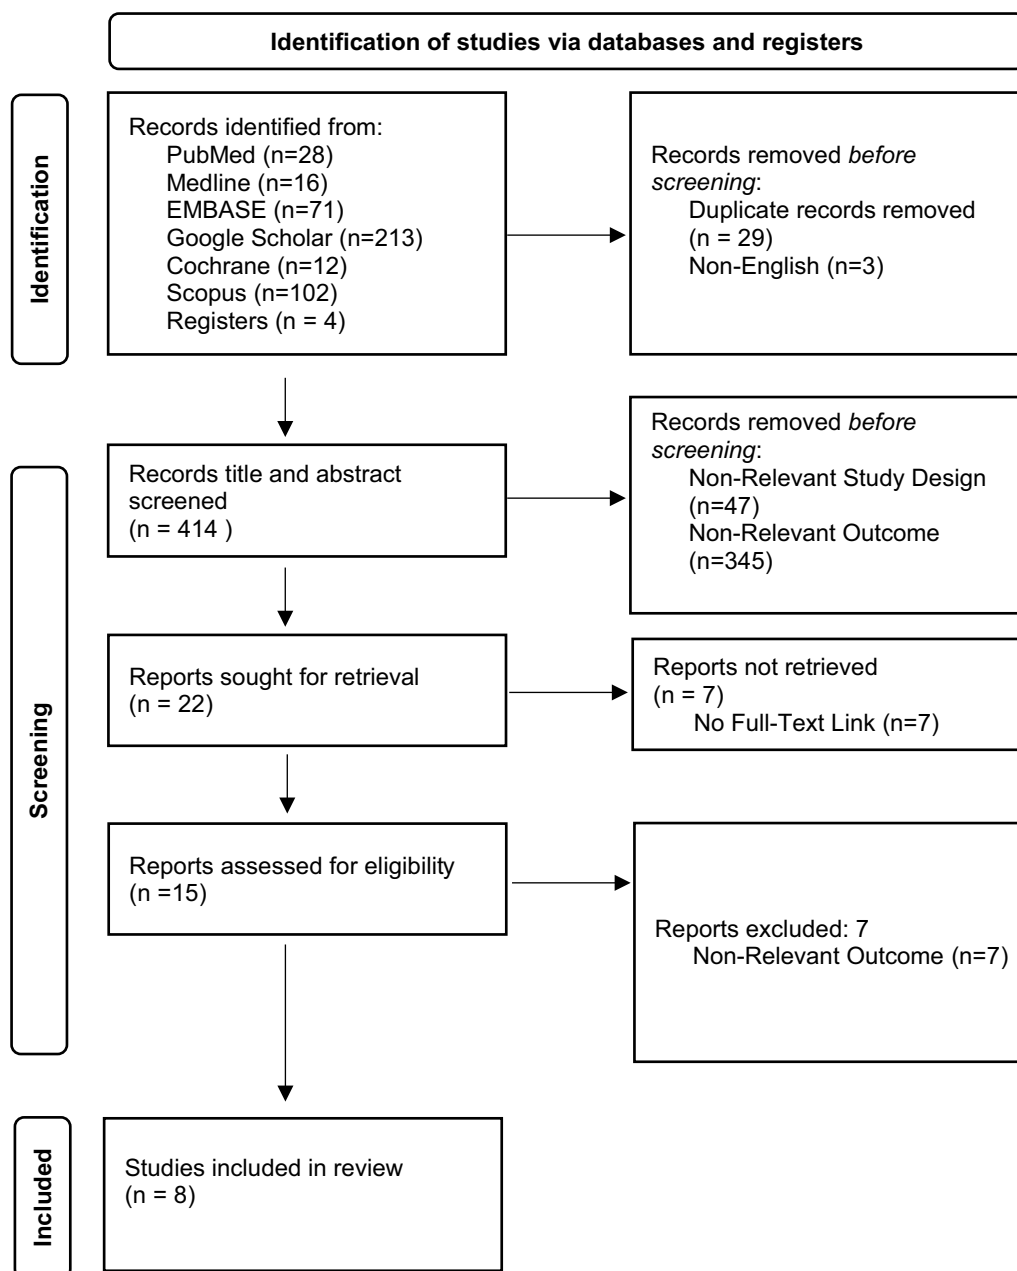 Identification of studies via databases and registers
Identification
Records identified from:
PubMed (n=28)
Medline (n=16)
EMBASE (n=71)
Google Scholar (n=213)
Cochrane (n=12)
Scopus (n=102)
Registers (n = 4)
Records removed before
screening:
Duplicate records removed
(n = 29)
Non-English (n=3)
Screening
Records title and abstract
screened
(n = 414 )
Records removed before
screening:
Non-Relevant Study Design
(n=47)
Non-Relevant Outcome
(n=345)
Reports sought for retrieval
(n = 22)
Reports not retrieved
(n = 7)
No Full-Text Link (n=7)
Reports assessed for eligibility
(n =15)
Reports excluded: 7
Non-Relevant Outcome (n=7)
Included
Studies included in review
(n = 8)